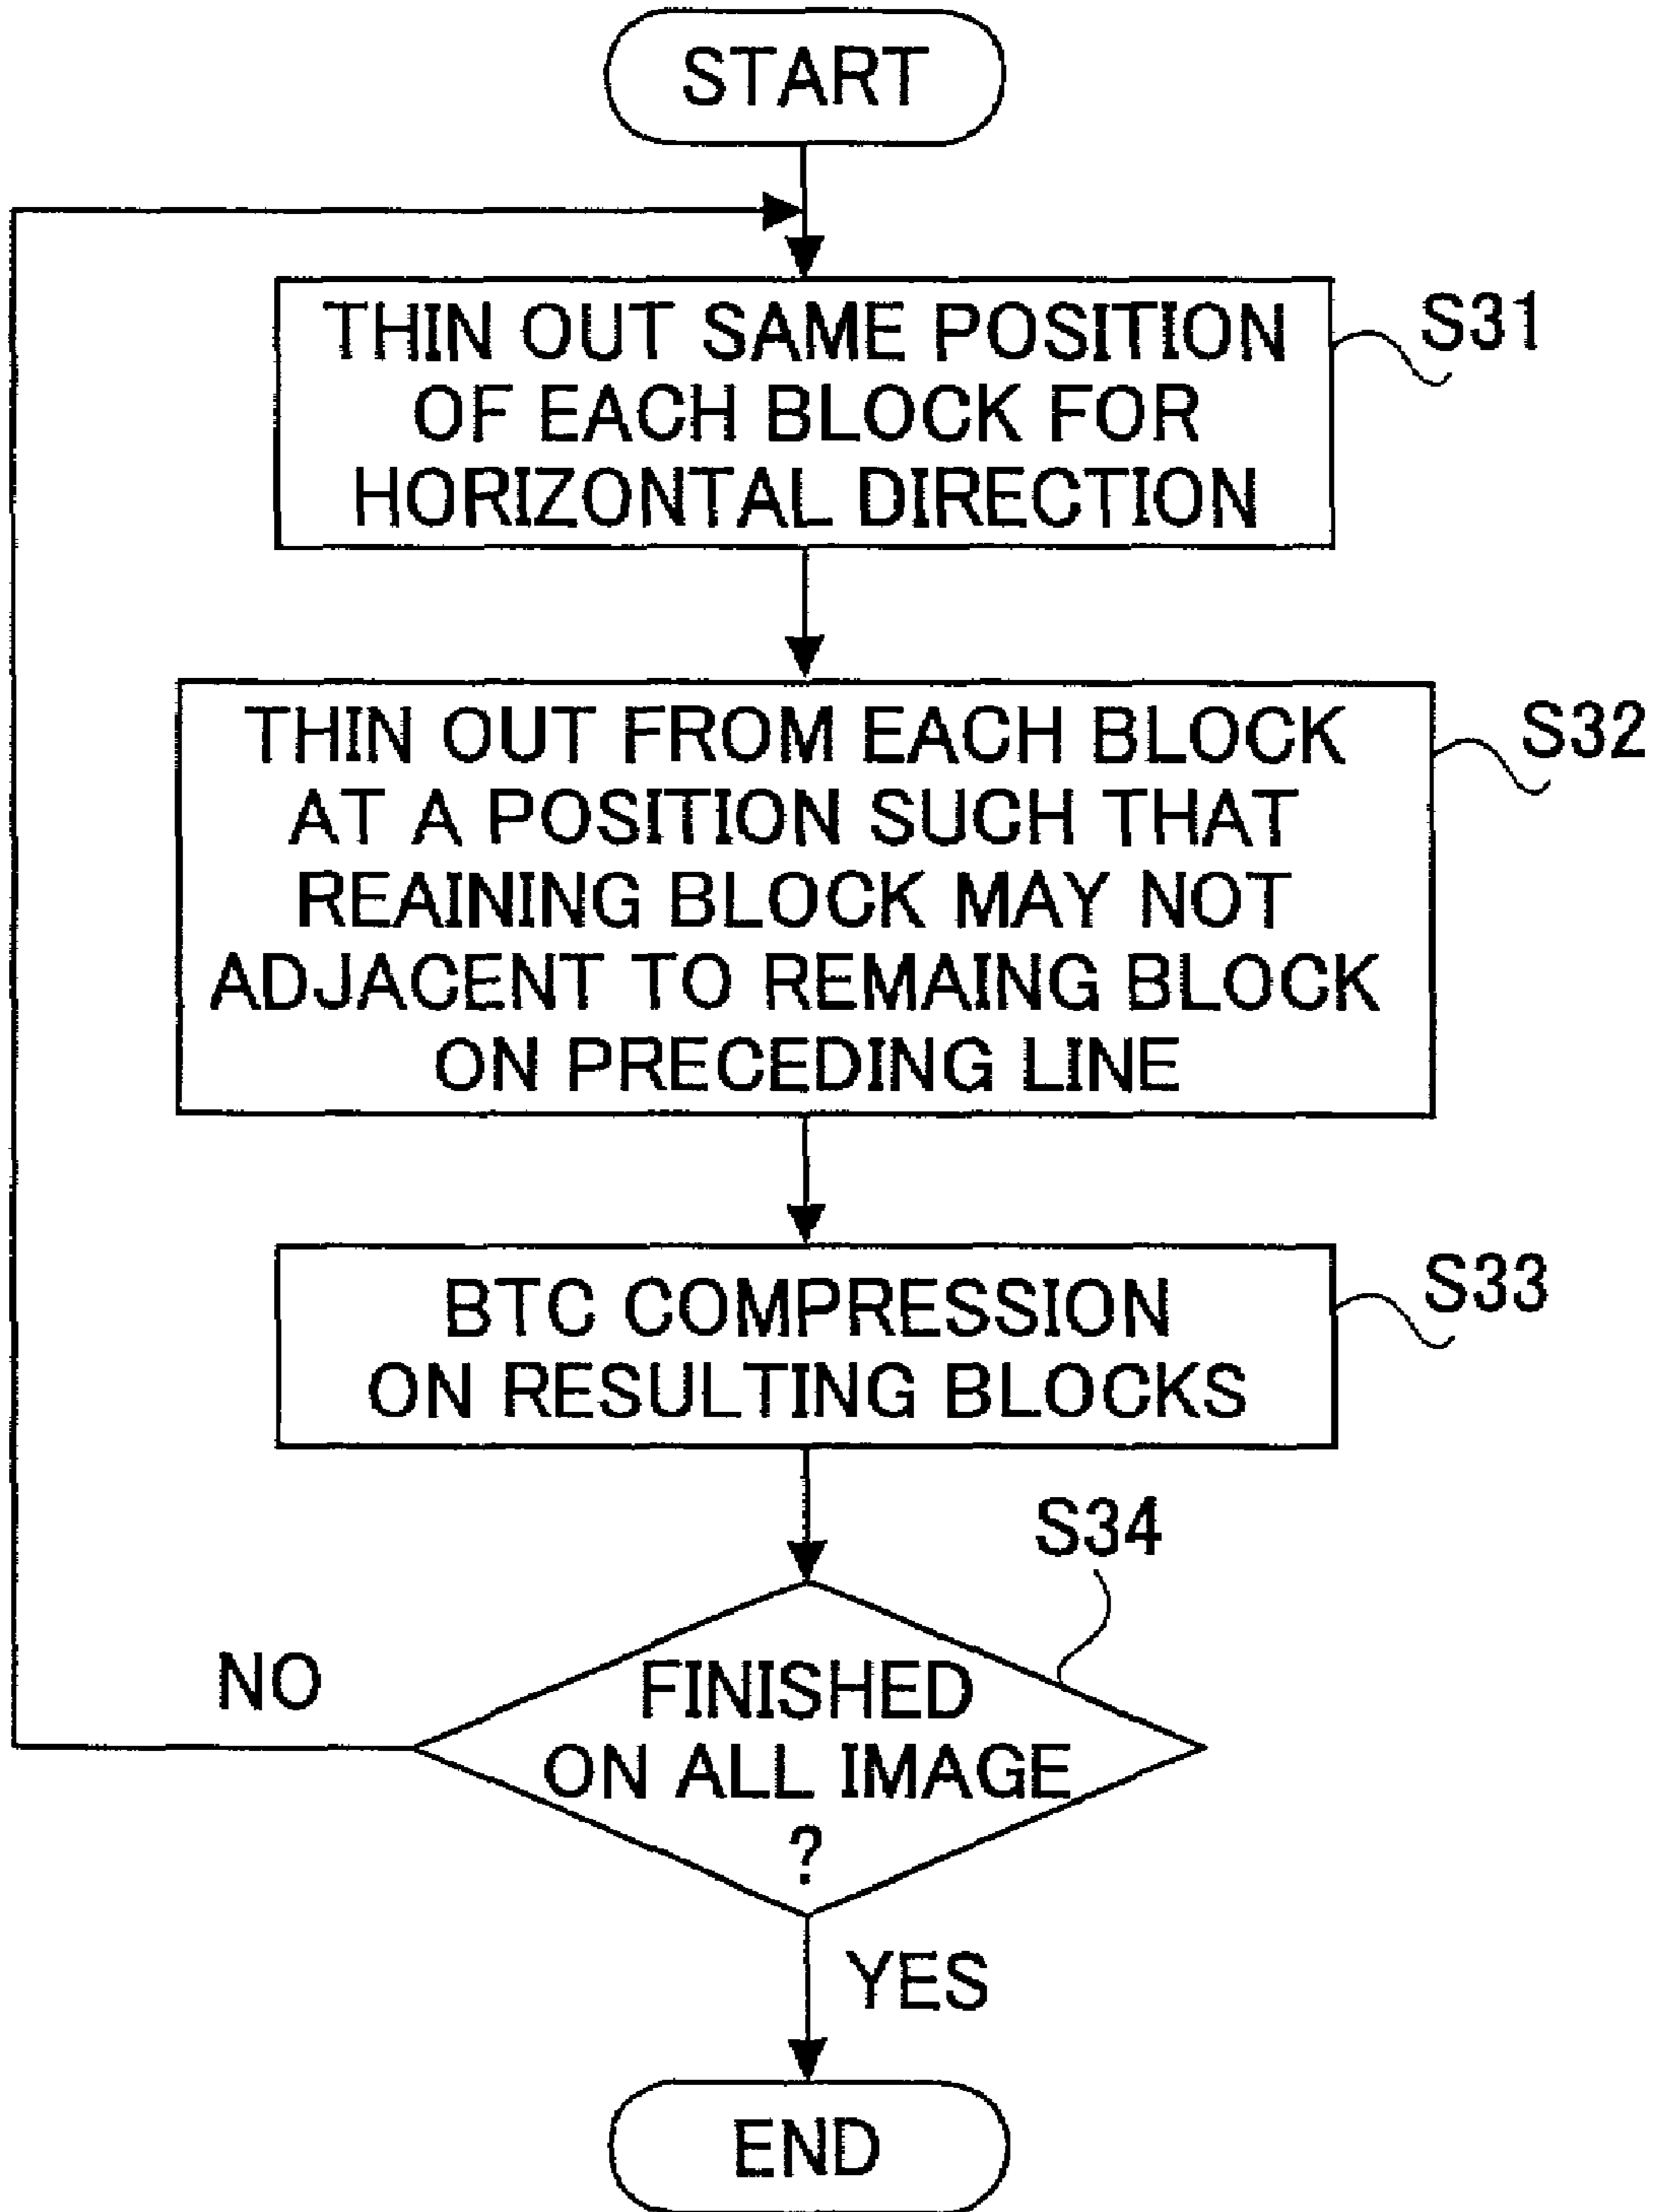 START
THIN OUT SAME POSITION
OF EACH BLOCK FOR
HORIZONTAL DIRECTION
S31
THIN OUT FROM EACH BLOCK
AT A POSITION SUCH THAT
REAINING BLOCK MAY NOT
ADJACENT TO REMAING BLOCK
ON PRECEDING LINE
S32
BTC COMPRESSION
ON RESULTING BLOCKS
S33
S34
FINISHED
ON ALL IMAGE
?
NO
YES
END